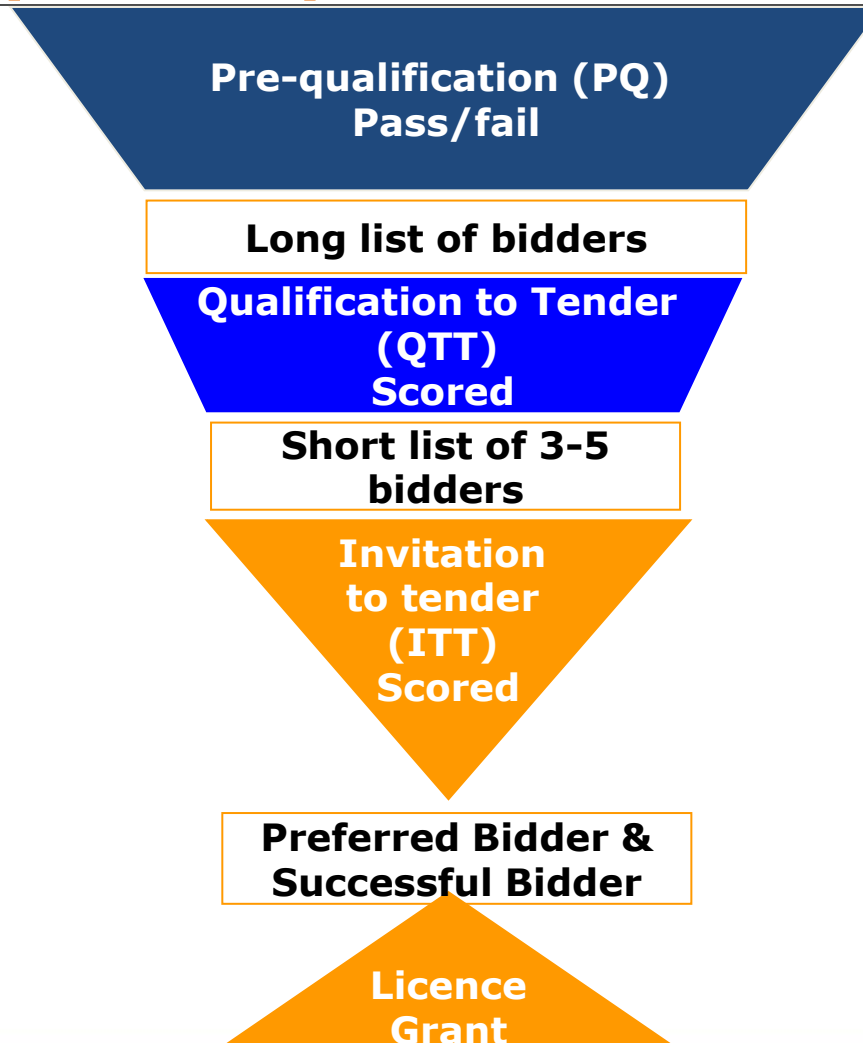 Pre-qualification (PQ)
Pass/fail
Long list of bidders
Qualification to Tender
(QTT)
Scored
Short list of 3-5
bidders
Invitation
to tender
(ITT)
Scored
Preferred Bidder &
Successful Bidder
Licence
Grant